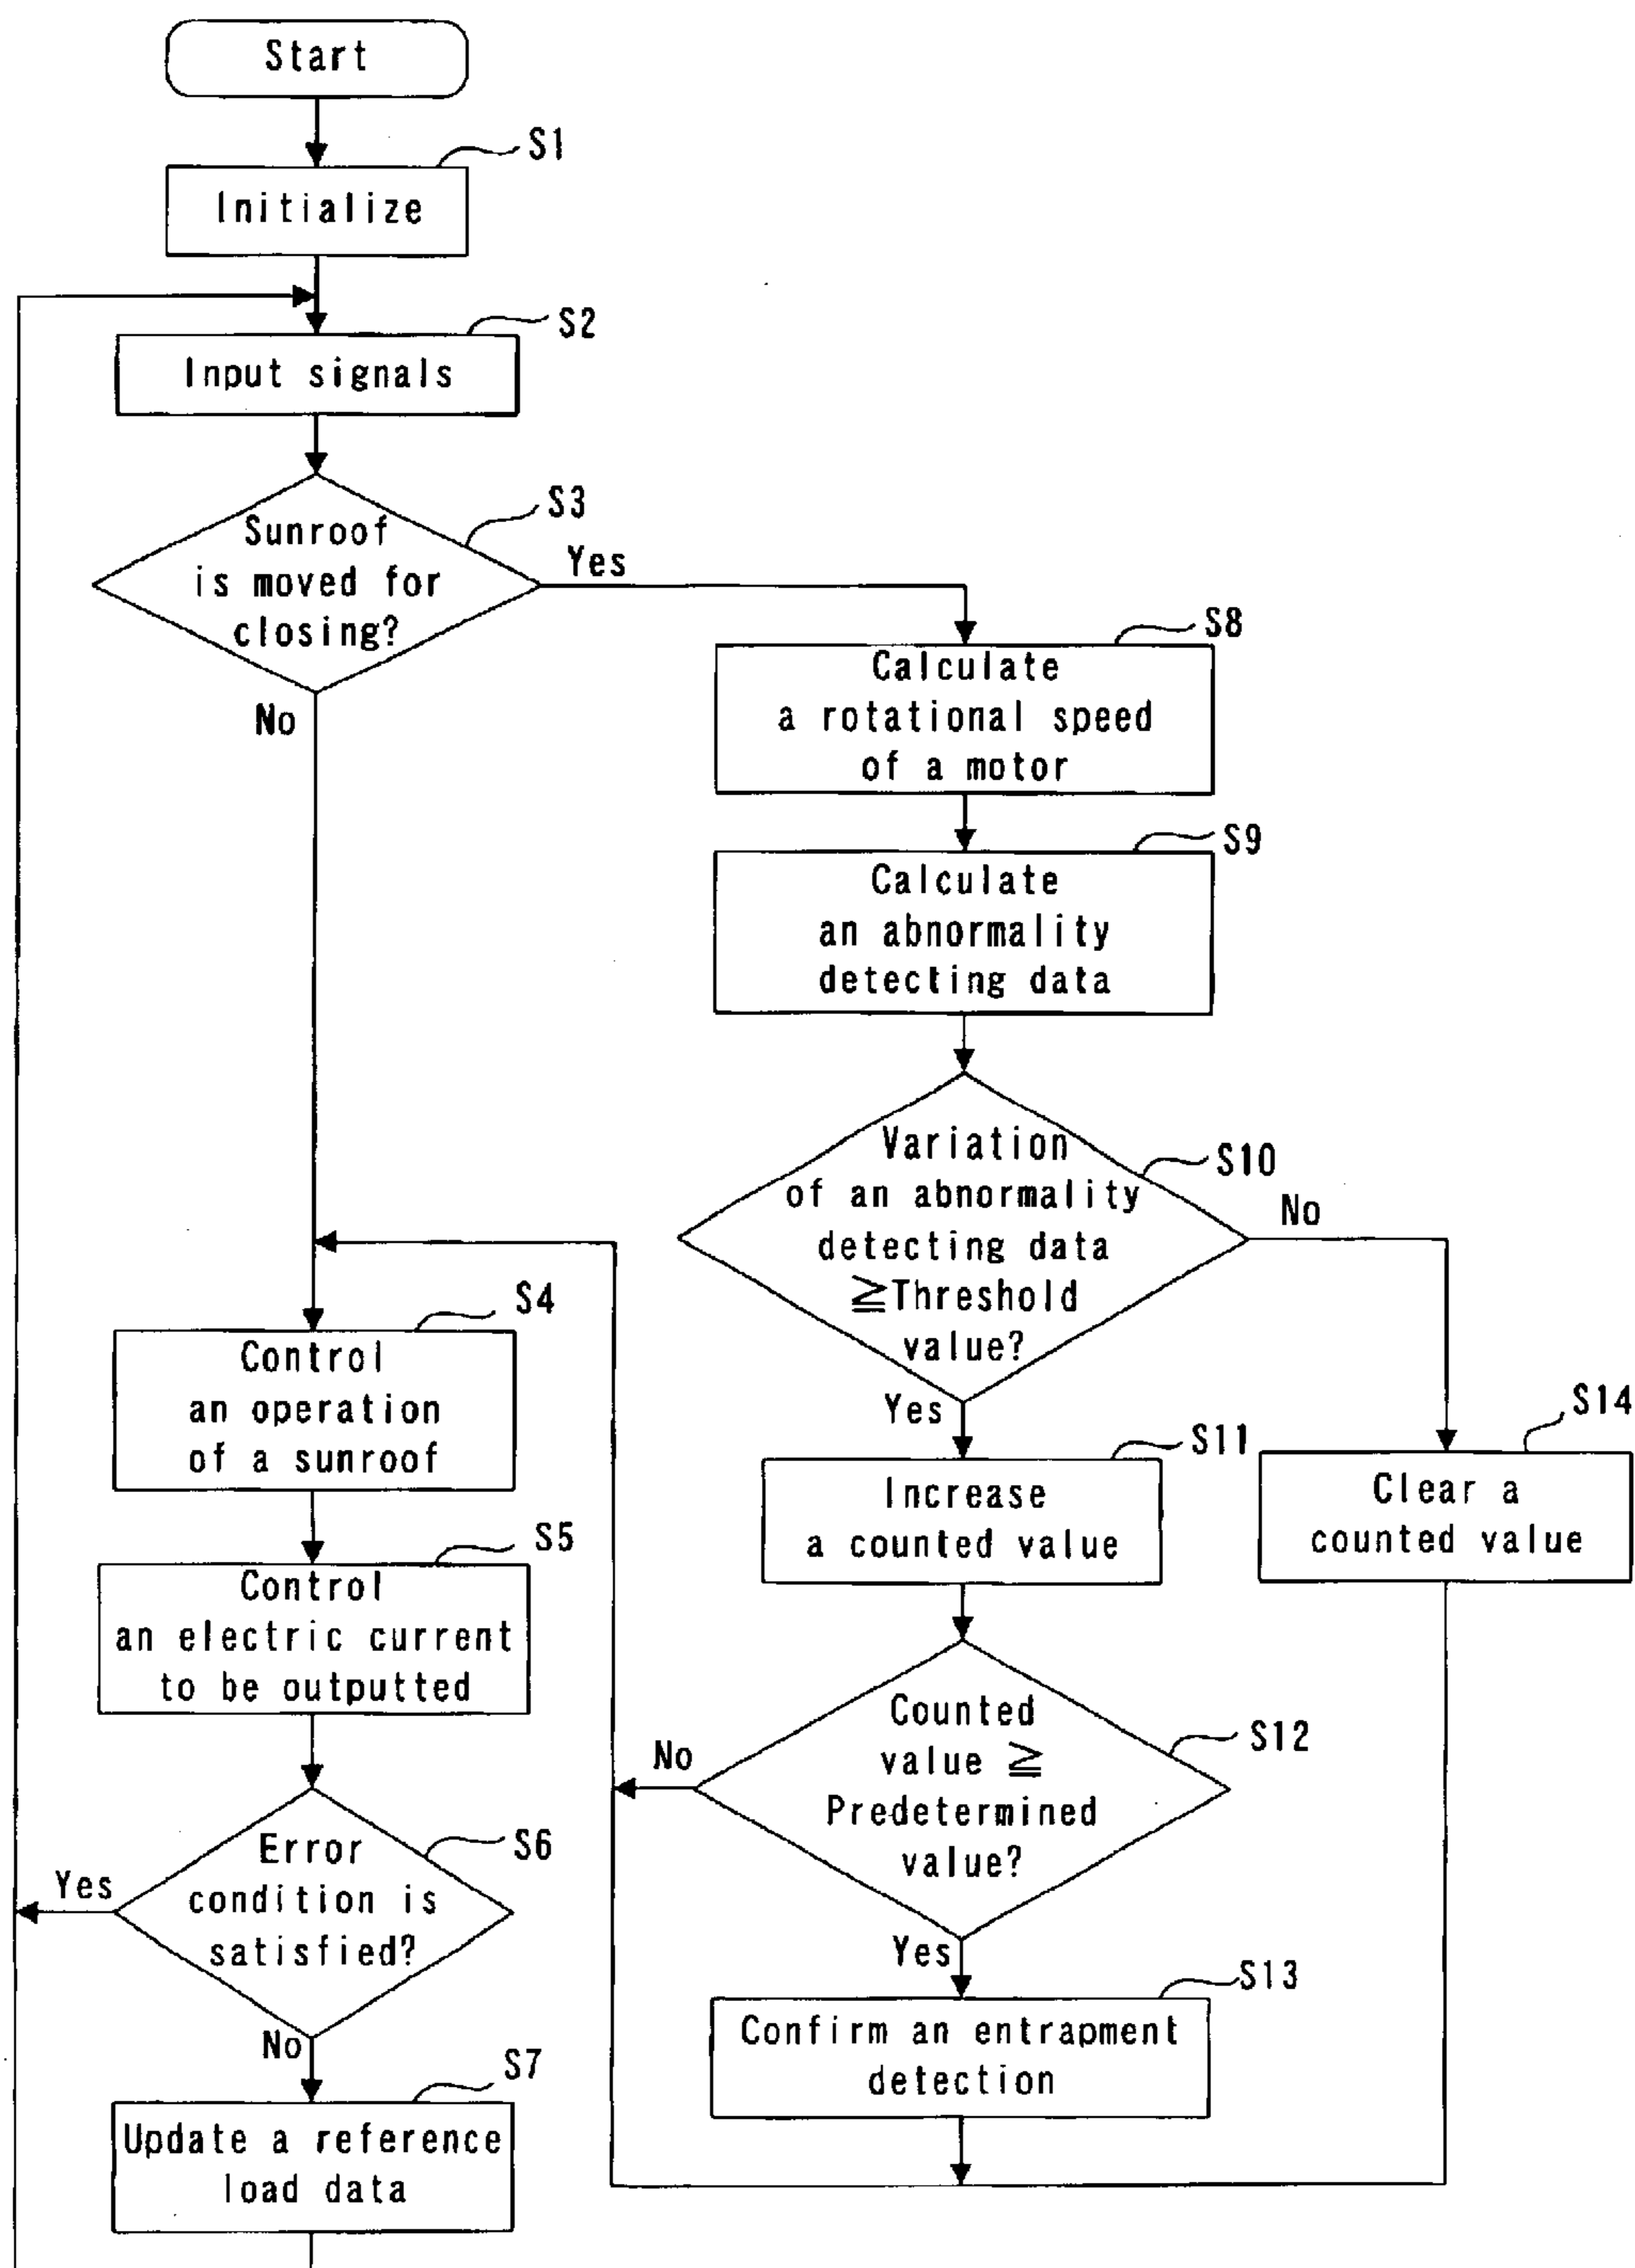 Start
S1
Initialize
S2
Input signals
S3
Sunroof
is moved for
closing?
Yes
No
S8
Calculate
a rotational speed
of a motor
S9
Calculate
an abnormality
detecting data
S10
Variation
of an abnormality
detecting data
≧Threshold
value?
No
Yes
S4
Control
an operation
of a sunroof
S11
Increase
a counted value
S14
Clear a
counted value
S5
Control
an electric current
to be outputted
S12
Counted
value ≧
Predetermined
value?
No
Yes
S6
Error
condition is
satisfied?
Yes
No
S13
Confirm an entrapment
detection
S7
Update a reference
load data